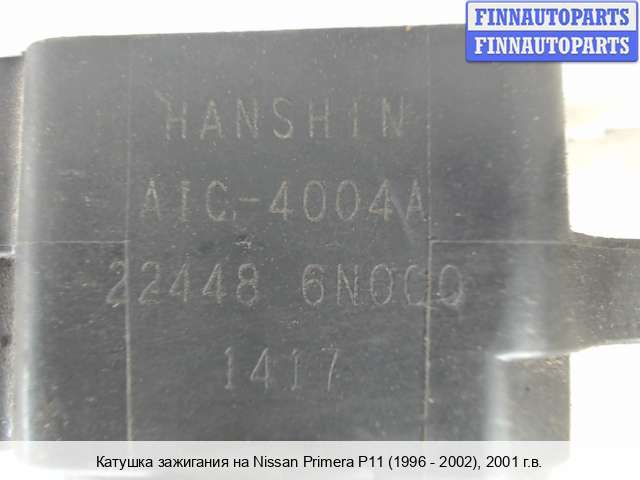 FINNAUTOPARTS
FINNAUTOPARTS
HANSHIN
AIC-4004A
22448 6N000
1417
Катушка зажигания на Nissan Primera P11 (1996 - 2002), 2001 г.в.